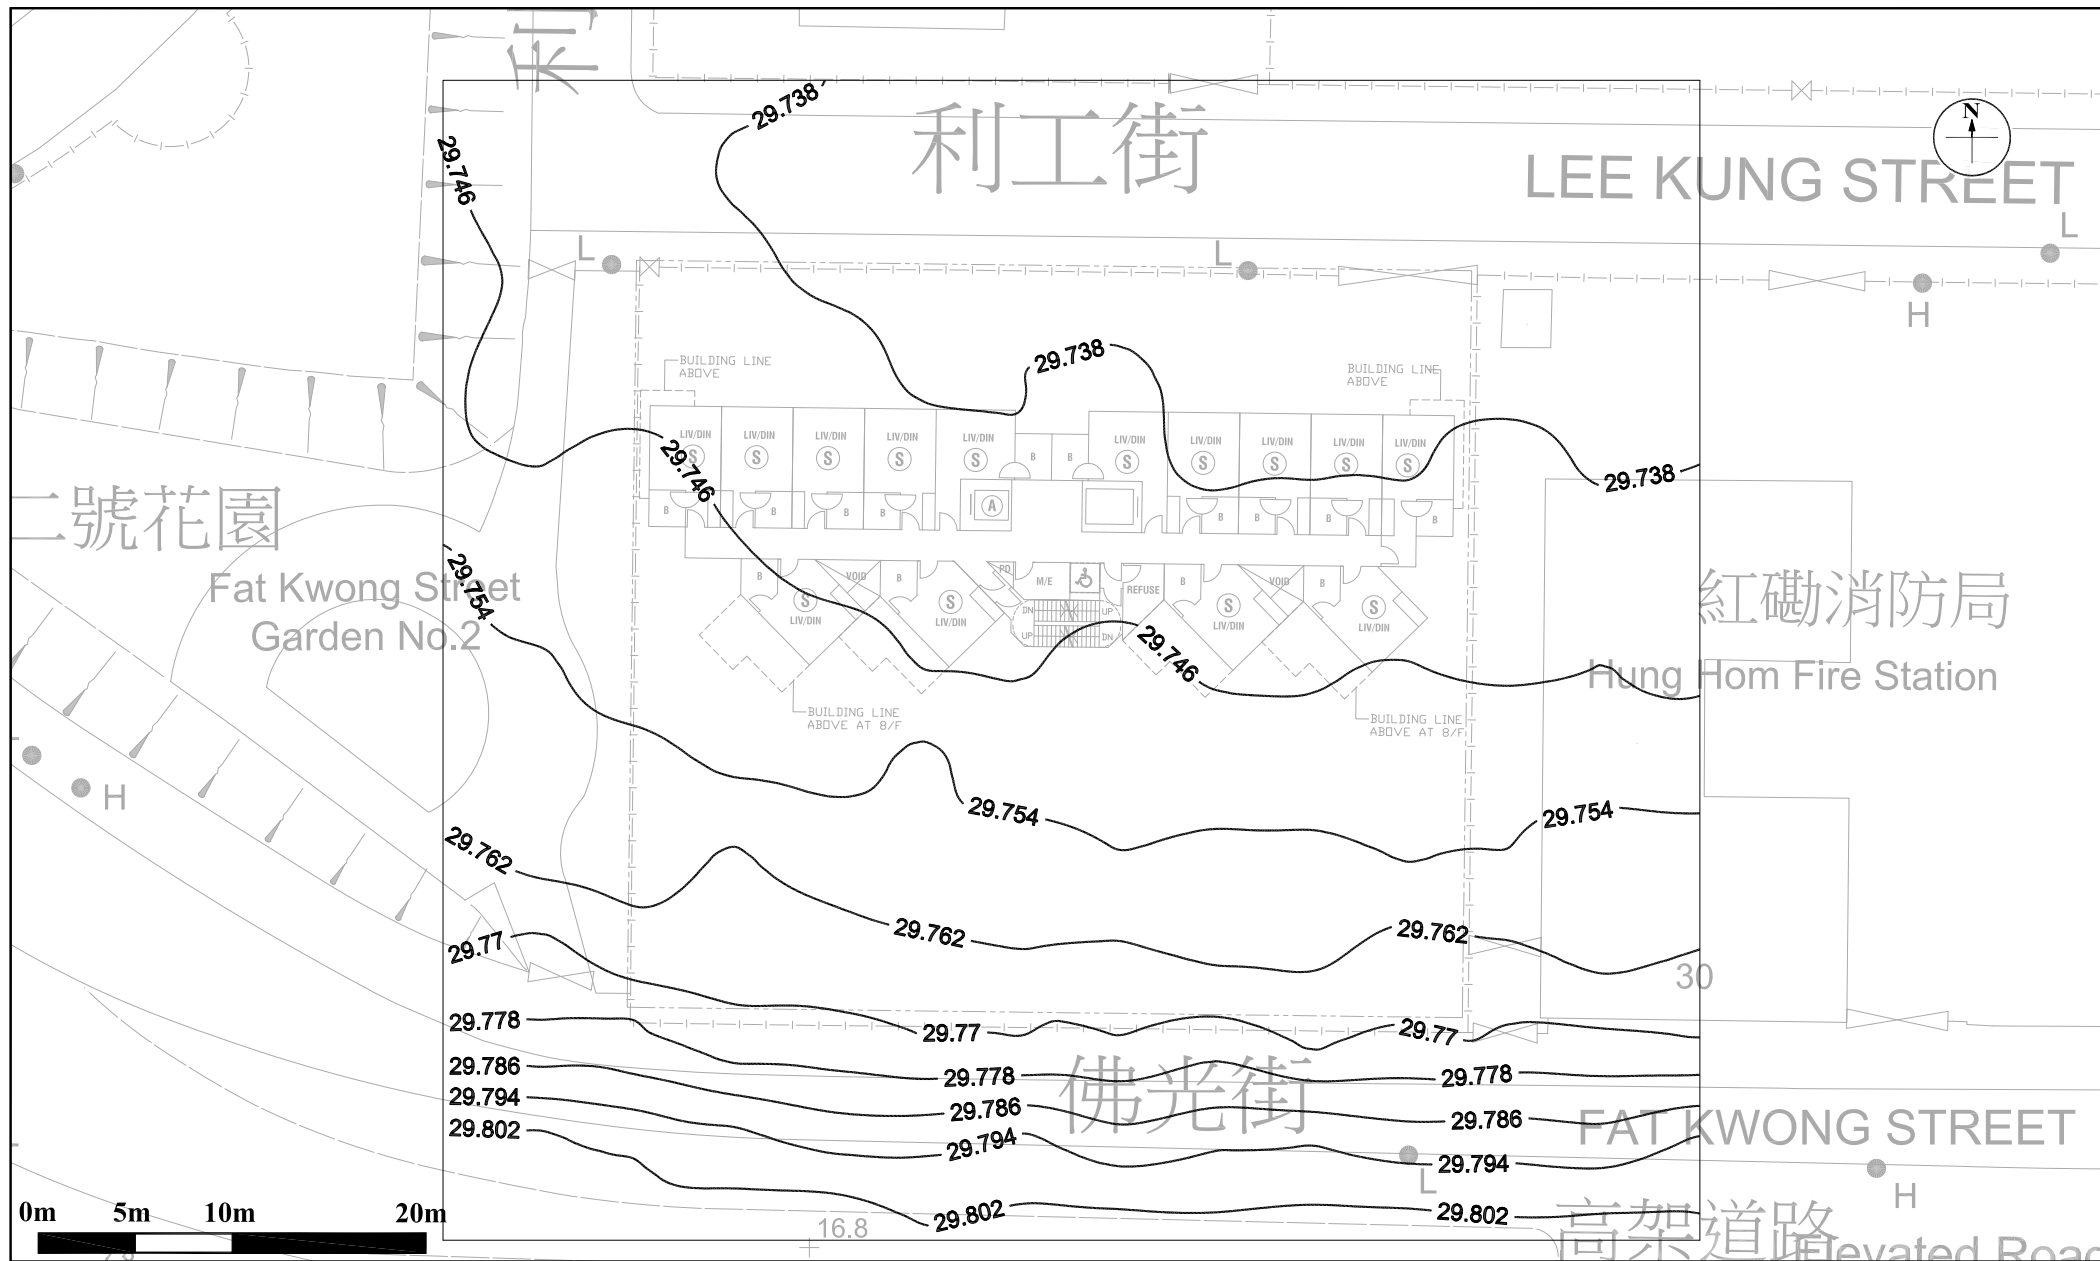 29.738
N
利工街
LEE KUNG STREET
29.746
L
L
L
H
29.738
BUILDING LINE
ABOVE
BUILDING LINE
ABOVE
LIV/DIN
LIV/DIN
LIV/DIN
LIV/DIN
LIV/DIN
LIV/DIN
LIV/DIN
LIV/DIN
LIV/DIN
LIV/DIN
S
S
S
S
S
S
S
S
S
S
B
B
29.746
29.738
A
B
B
B
B
B
B
B
B
二號花園
Fat Kwong Street
Garden No.2
29.754
B
VOID
B
PD
M/E
REFUSE
B
VOID
B
S
LIV/DIN
S
LIV/DIN
S
LIV/DIN
S
LIV/DIN
DN
UP
UP
DN
29.746
紅磡消防局
Hung Hom Fire Station
BUILDING LINE
ABOVE AT 8/F
BUILDING LINE
ABOVE AT 8/F
H
29.754
29.754
29.762
29.762
29.762
29.77
30
29.778
29.77
29.77
29.786
29.778
29.778
佛光街
29.794
29.786
29.786
FAT KWONG STREET
29.802
29.794
29.794
L
H
29.802
29.802
高架道路
Elevated Road
16.8
0m 5m 10m 20m